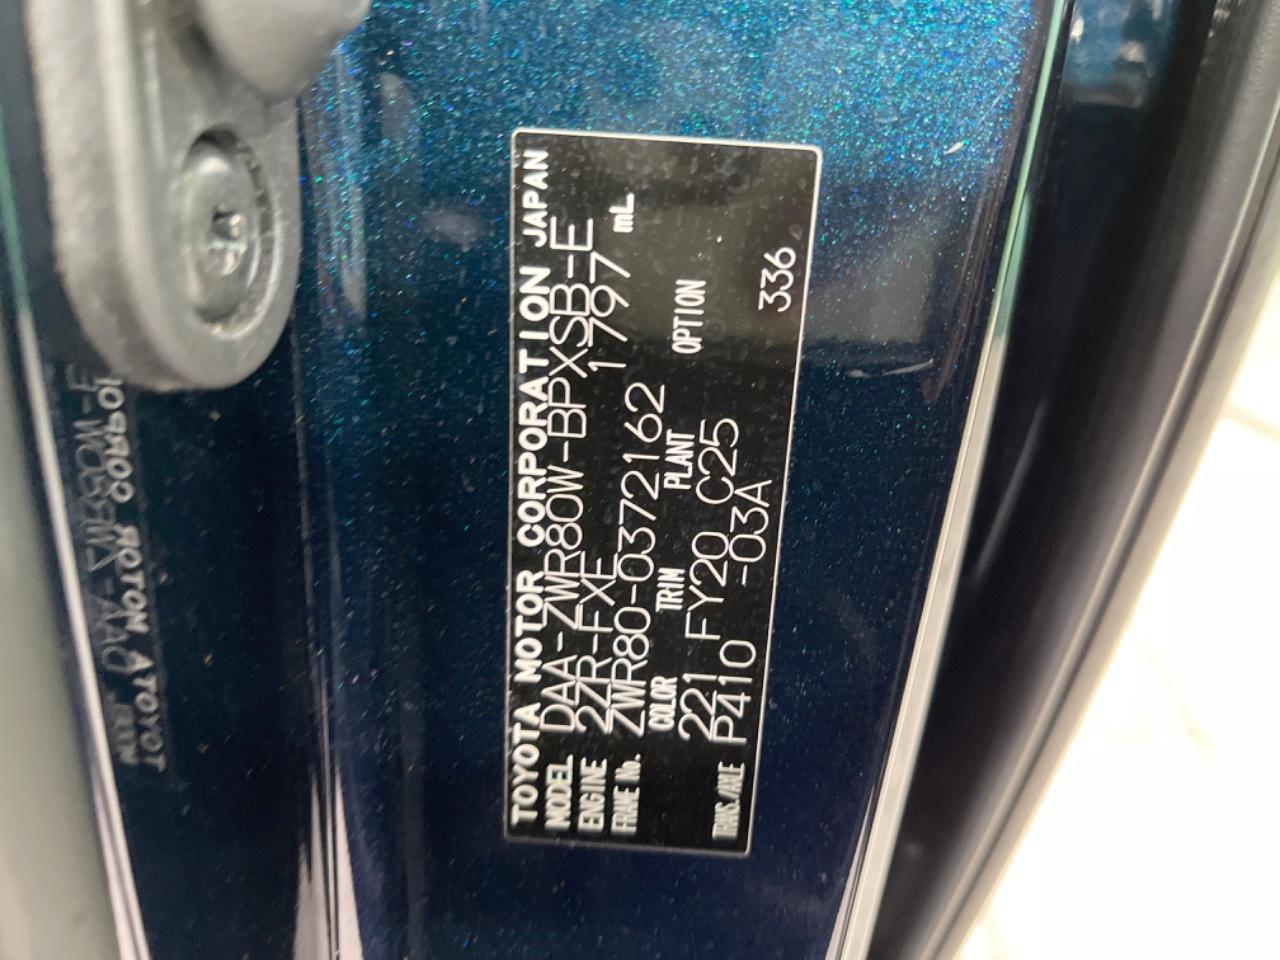 TOYOTA MOTOR CORPORATION JAPAN
MODEL DAA-ZWR80W-BPXSB-E
ENGINE 2ZR-FXE 1797 mL
FRAME No. ZWR80-0372162
COLOR TRIM PLANT OPTION
221 FY20 C25
TRANS./AXLE P410 -03A 336